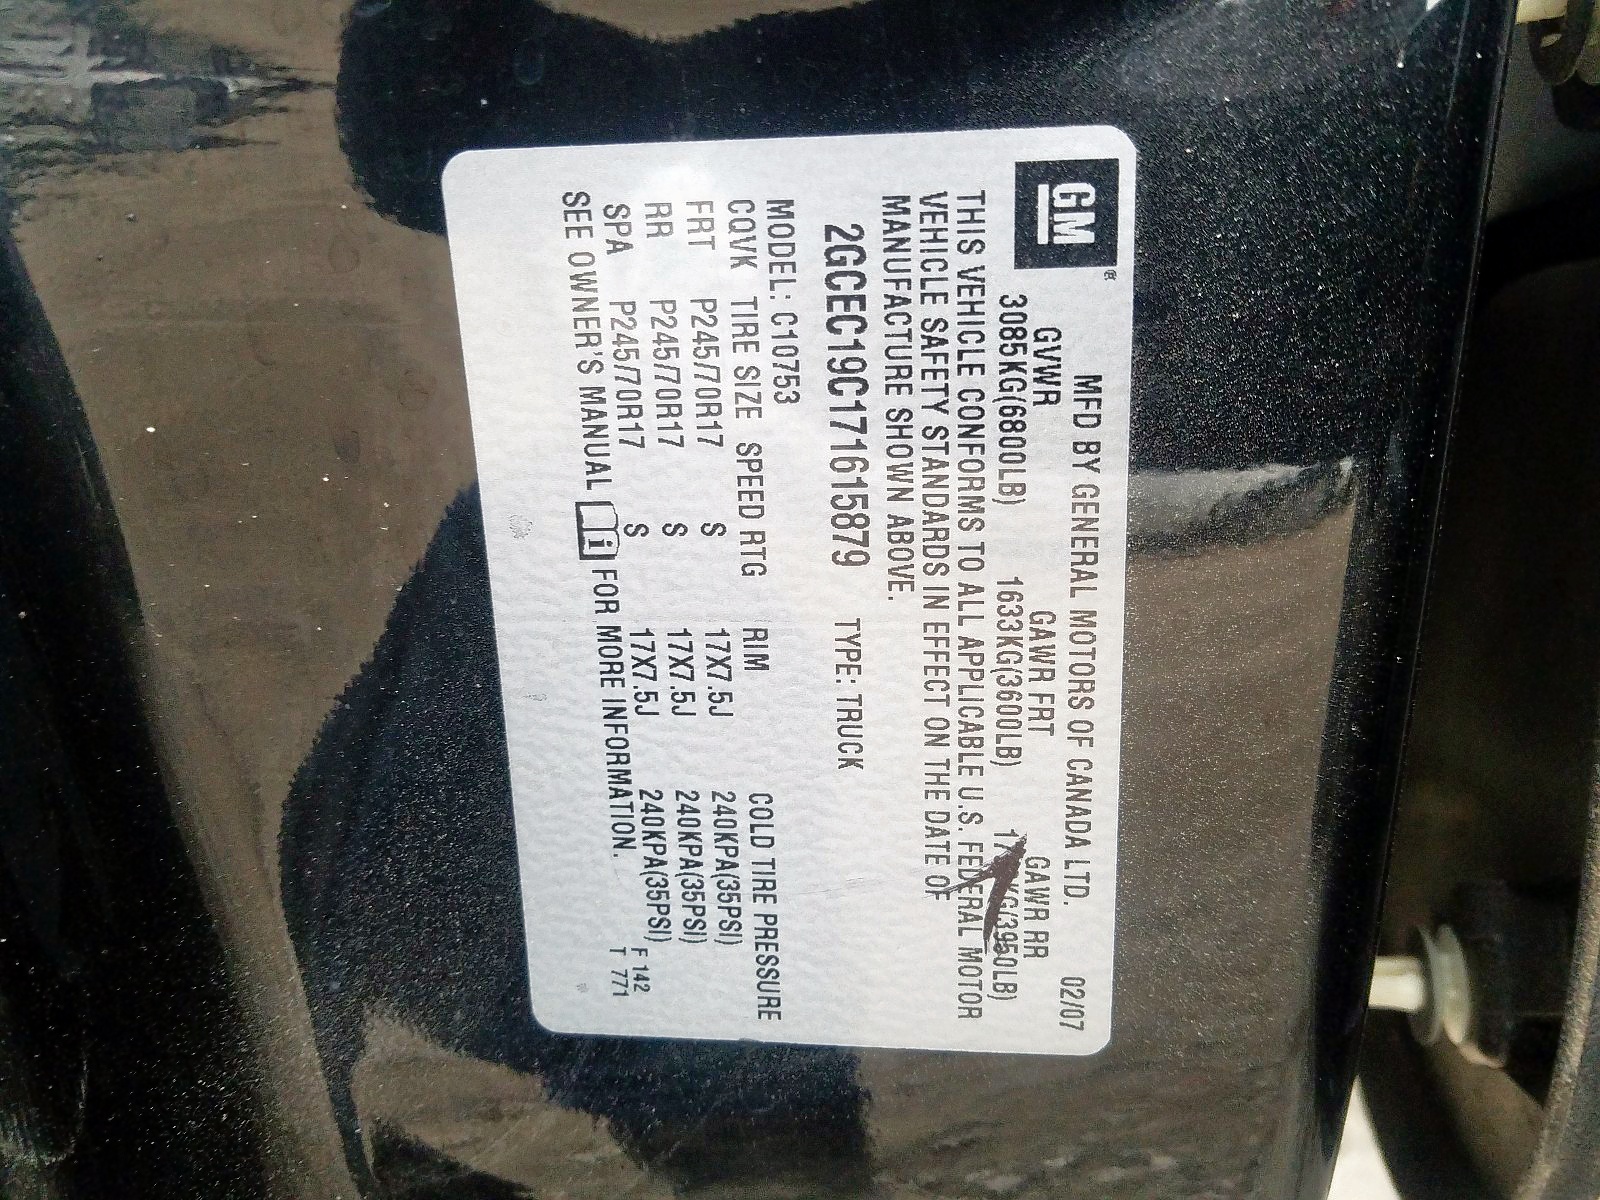 GM®
MFD BY GENERAL MOTORS OF CANADA LTD. 02/07
GVWR GAWR FRT GAWR RR
3085KG(6800LB) 1633KG(3600LB) KG(3950LB)
THIS VEHICLE CONFORMS TO ALL APPLICABLE U.S. FEDERAL MOTOR
VEHICLE SAFETY STANDARDS IN EFFECT ON THE DATE OF
MANUFACTURE SHOWN ABOVE.
2GCEC19C171615879 TYPE: TRUCK
MODEL: C10753
CQVK TIRE SIZE SPEED RTG RIM COLD TIRE PRESSURE
FRT P245/70R17 S 17X7.5J 240KPA(35PSI)
RR P245/70R17 S 17X7.5J 240KPA(35PSI)
SPA P245/70R17 S 17X7.5J 240KPA(35PSI)
SEE OWNER'S MANUAL i FOR MORE INFORMATION.
F 142
T 771